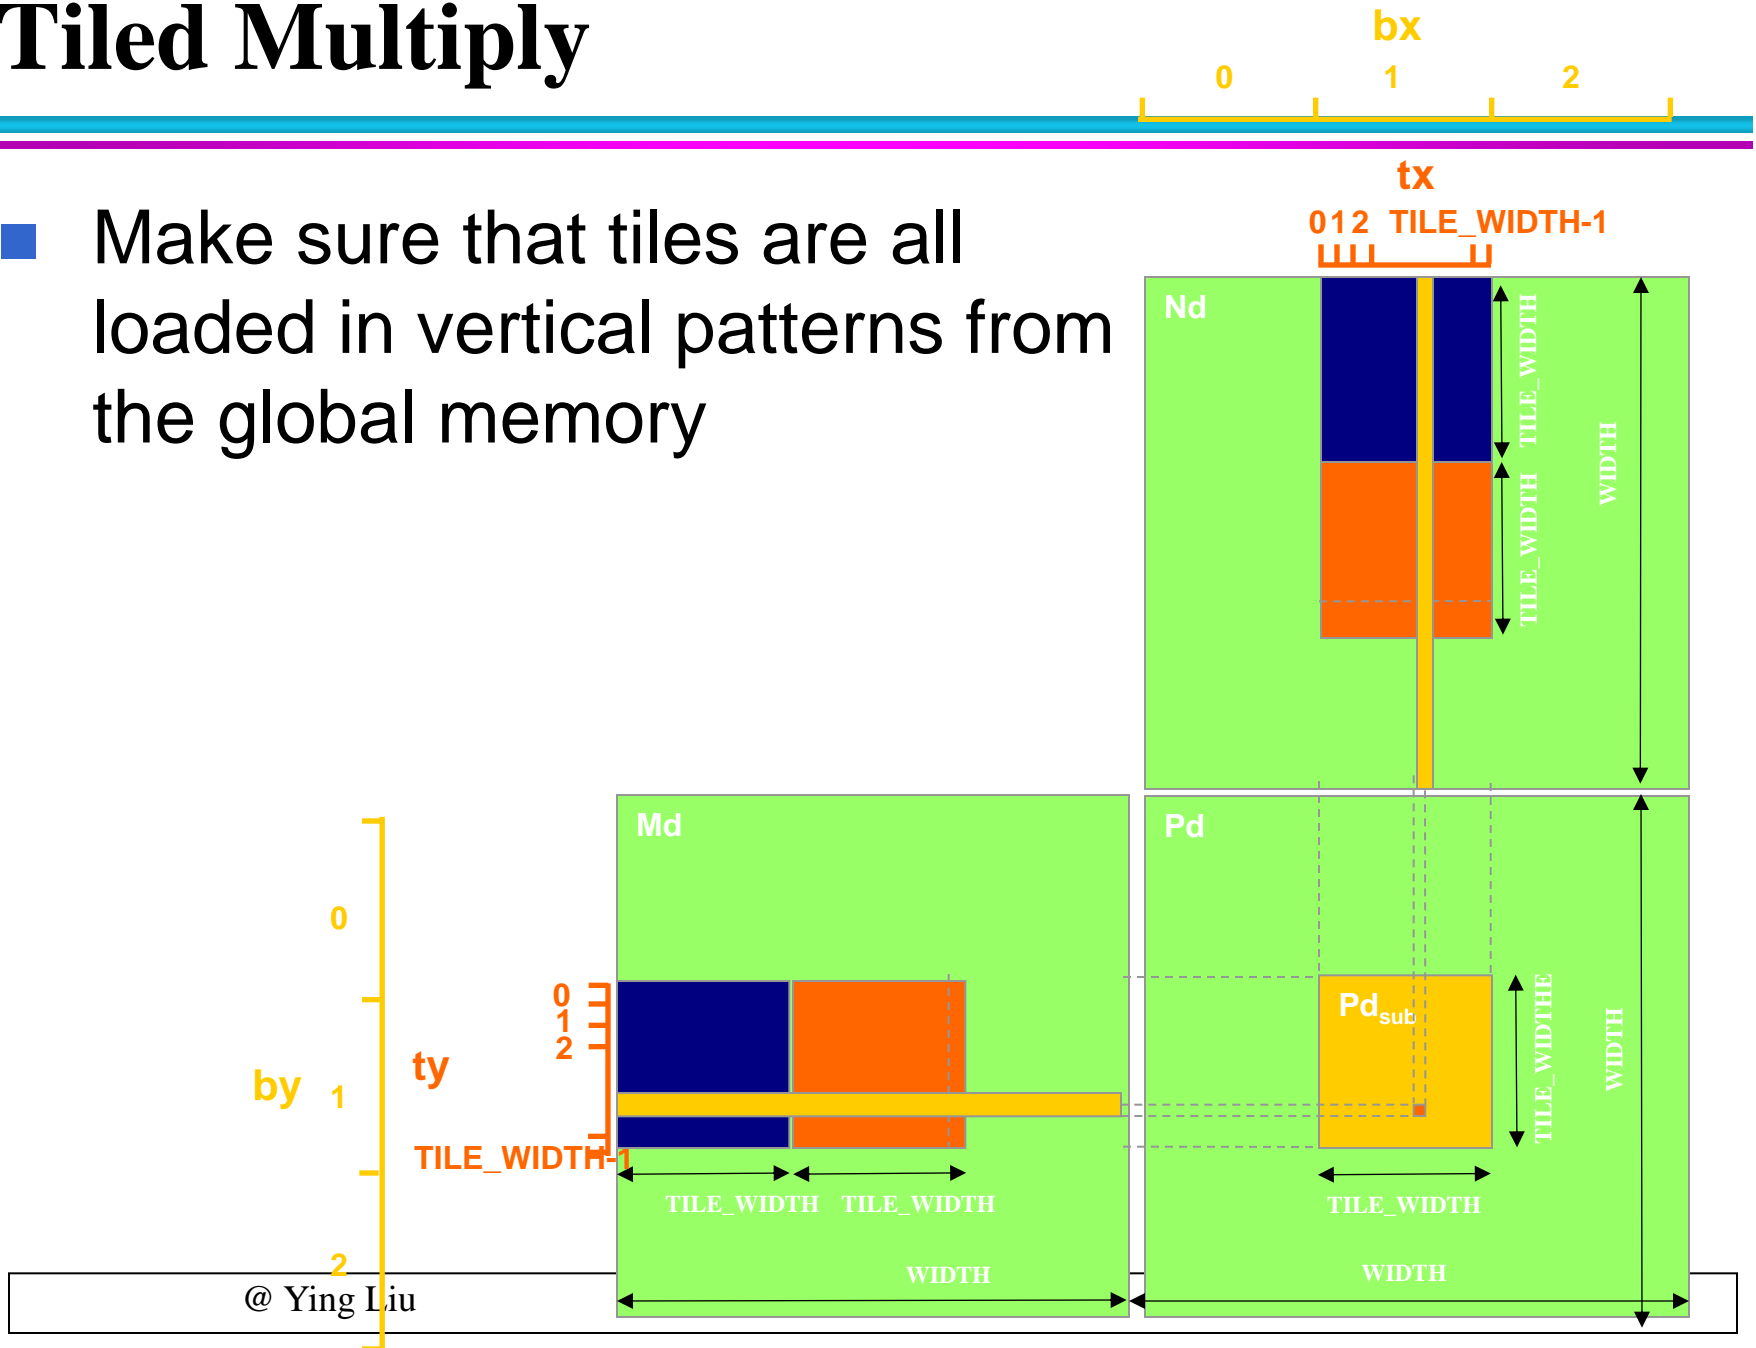 Tiled Multiply
bx
0 1 2
tx
0 1 2 TILE_WIDTH-1
Make sure that tiles are all
loaded in vertical patterns from
the global memory
Nd
TILE_WIDTH
WIDTH
TILE_WIDTH
Md
Pd
0
0
1
2
ty
by 1
TILE_WIDTH-1
Pdsub
TILE_WIDTHE
WIDTH
TILE_WIDTH TILE_WIDTH
TILE_WIDTH
2
WIDTH
WIDTH
@ Ying Liu